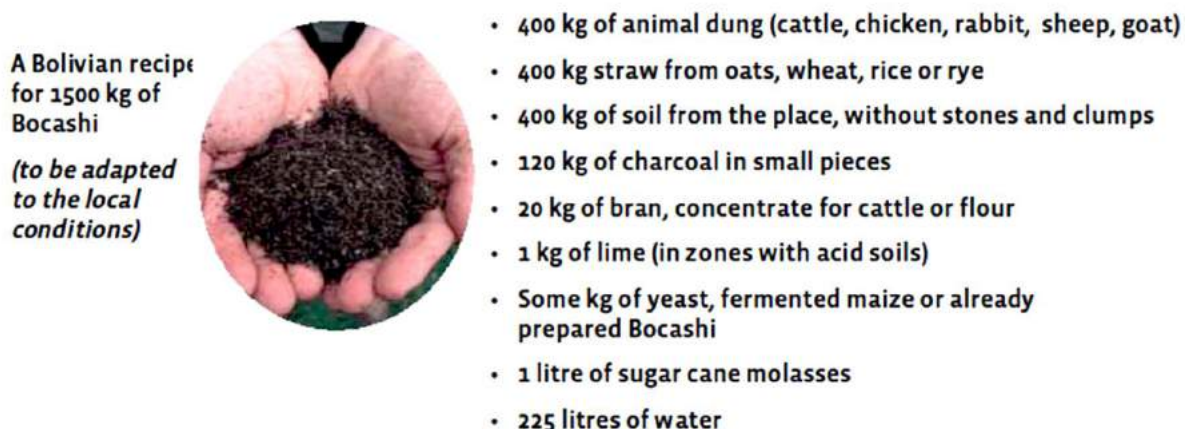 A Bolivian recipe
for 1500 kg of
Bocashi
(to be adapted
to the local
conditions)
• 400 kg of animal dung (cattle, chicken, rabbit, sheep, goat)
• 400 kg straw from oats, wheat, rice or rye
• 400 kg of soil from the place, without stones and clumps
• 120 kg of charcoal in small pieces
• 20 kg of bran, concentrate for cattle or flour
• 1 kg of lime (in zones with acid soils)
• Some kg of yeast, fermented maize or already
prepared Bocashi
• 1 litre of sugar cane molasses
• 225 litres of water